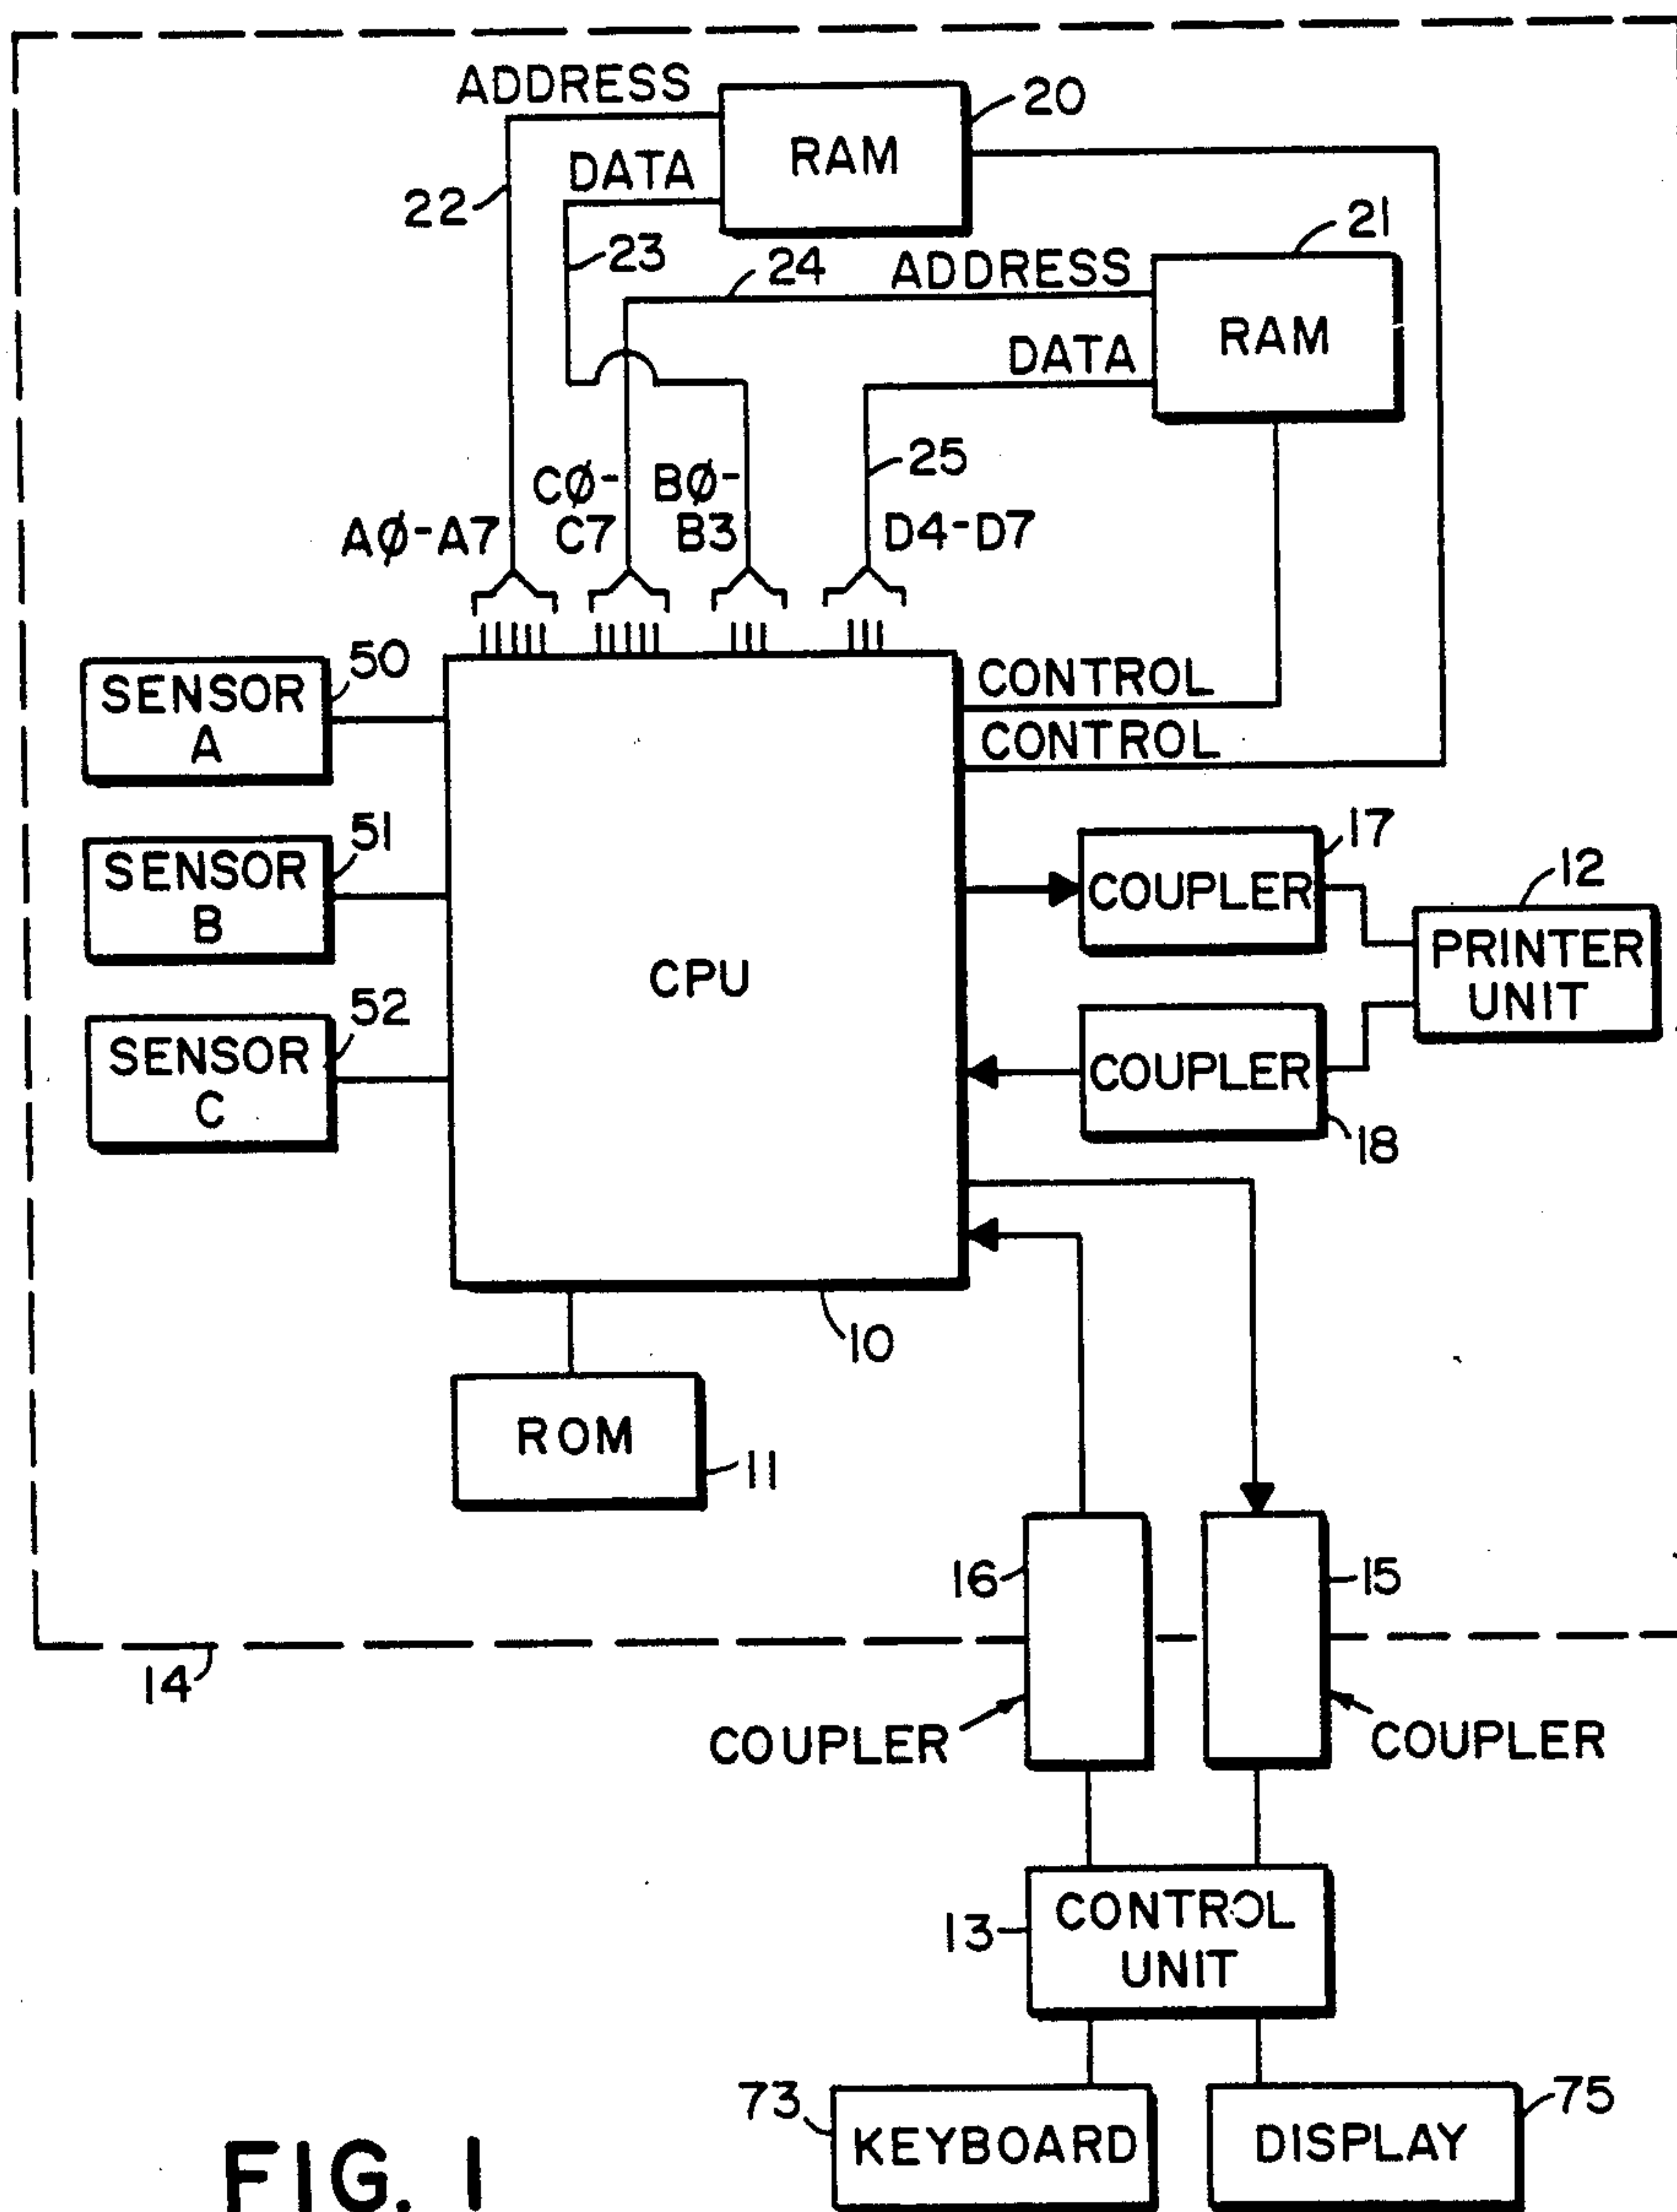 ADDRESS
20
RAM
DATA
22
21
23
24
ADDRESS
RAM
DATA
25
CØ-
C7
BØ-
B3
AØ-A7
D4-D7
50
SENSOR
A
CONTROL
CONTROL
51
SENSOR
B
17
COUPLER
12
PRINTER
UNIT
CPU
52
SENSOR
C
COUPLER
18
10
ROM
11
16
15
14
COUPLER
COUPLER
CONTROL
UNIT
13
73
KEYBOARD
DISPLAY
75
FIG. 1